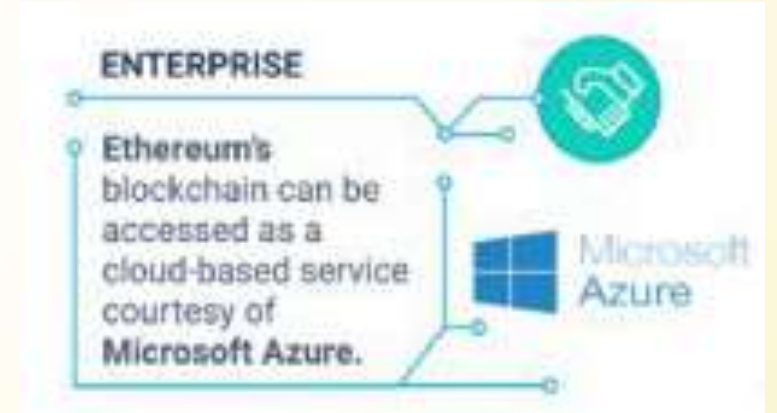 ENTERPRISE
Ethereum's
blockchain can be
accessed as a
cloud-based service
courtesy of
Microsoft Azure.
Microsoft
Azure